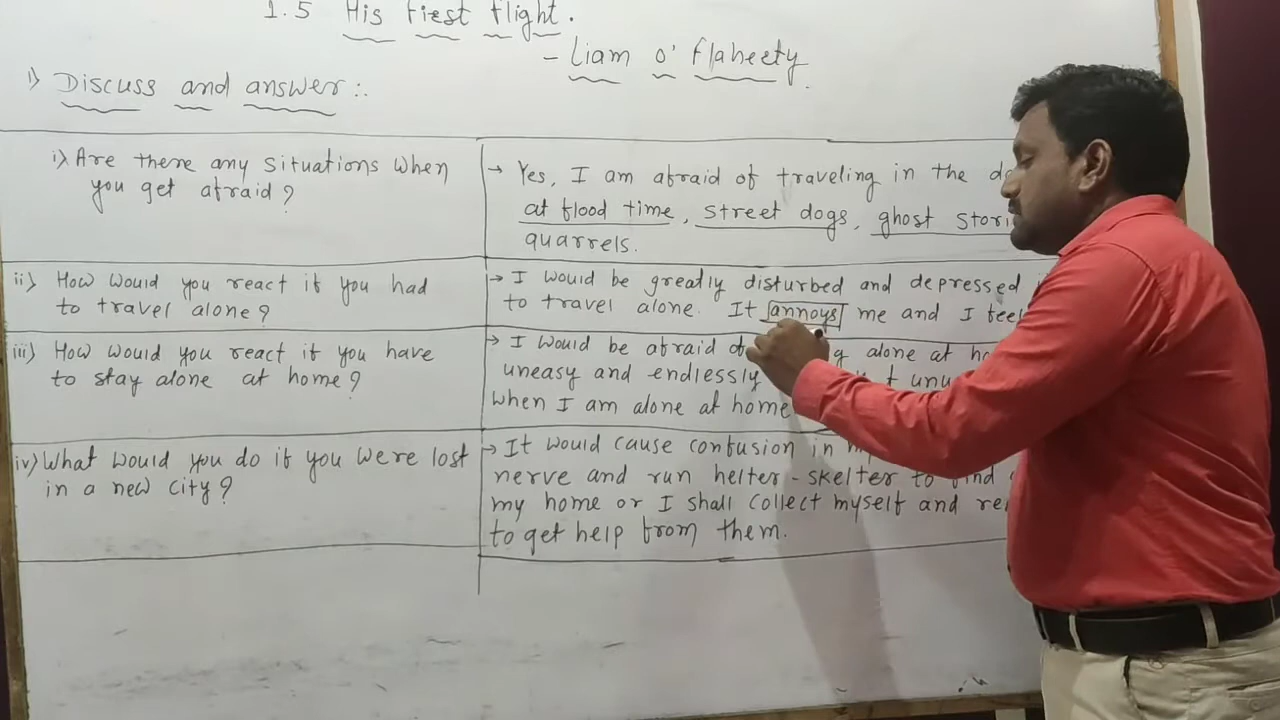 1.5 His First Flight.
- Liam o' Flaheety.
i) Discuss and answer:.
i) Are there any situations when
you get afraid?
→ Yes, I am afraid of traveling in the
at flood time, street dogs, ghost
quarrels.
ii) How would you react if you had
to travel alone?
→ I would be greatly disturbed and depressed
to travel alone. It annoys me and I feel
iii) How would you react if you have
to stay alone at home?
→ I would be afraid alone at
uneasy and endlessly
when I am alone at home
iv) What would you do if you were lost
in a new city?
→ It would cause confusion in
nerve and run helter-skelter to find
my home or I shall collect myself and
to get help from them.